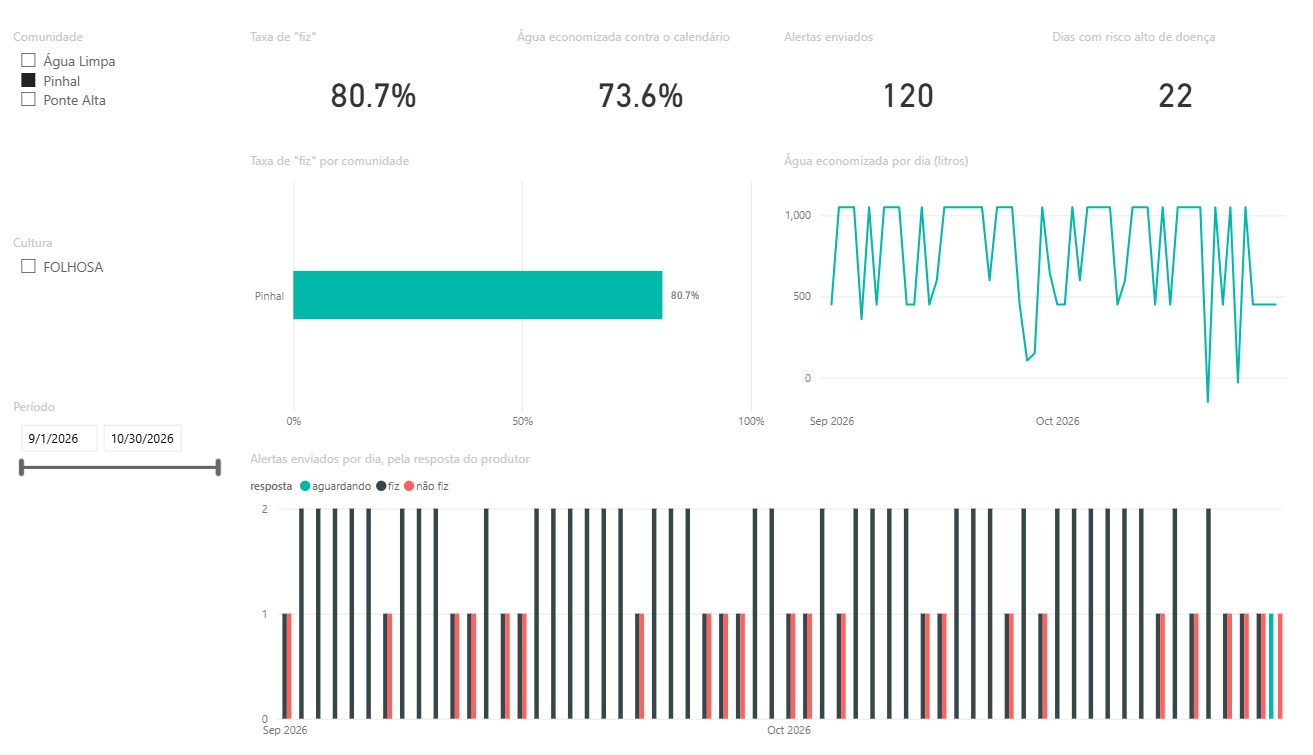 Comunidade
Água Limpa
Pinhal
Ponte Alta
Taxa de "fiz"
80.7%
Água economizada contra o calendário
73.6%
Alertas enviados
120
Dias com risco alto de doença
22
Cultura
FOLHOSA
Período
9/1/2026 10/30/2026
Taxa de "fiz" por comunidade
Pinhal
80.7%
0% 50% 100%
Água economizada por dia (litros)
1,000
500
0
Sep 2026 Oct 2026
Alertas enviados por dia, pela resposta do produtor
resposta aguardando fiz não fiz
2
1
0
Sep 2026 Oct 2026